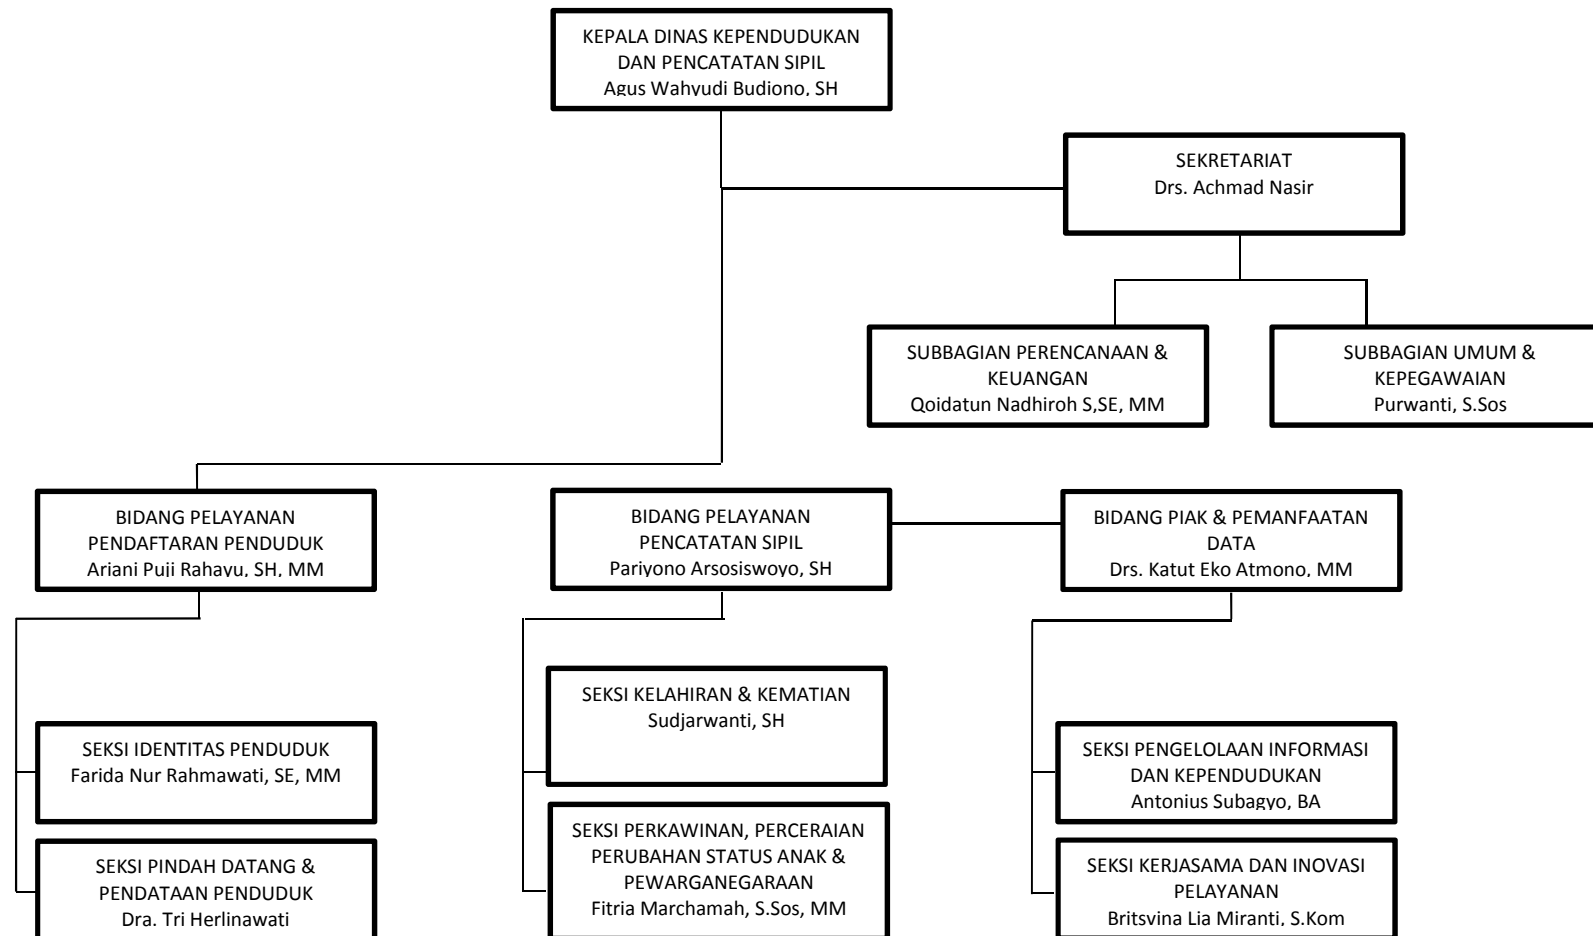 KEPALA DINAS KEPENDUDUKAN
DAN PENCATATAN SIPIL
Agus Wahyudi Budiono, SH
SEKRETARIAT
Drs. Achmad Nasir
SUBBAGIAN PERENCANAAN &
KEUANGAN
Qoidatun Nadhiroh S,SE, MM
SUBBAGIAN UMUM &
KEPEGAWAIAN
Purwanti, S.Sos
BIDANG PELAYANAN
PENDAFTARAN PENDUDUK
Ariani Puji Rahayu, SH, MM
BIDANG PELAYANAN
PENCATATAN SIPIL
Pariyono Arsosiswoyo, SH
BIDANG PIAK & PEMANFAATAN
DATA
Drs. Katut Eko Atmono, MM
SEKSI IDENTITAS PENDUDUK
Farida Nur Rahmawati, SE, MM
SEKSI PINDAH DATANG &
PENDATAAN PENDUDUK
Dra. Tri Herlinawati
SEKSI KELAHIRAN & KEMATIAN
Sudjarwanti, SH
SEKSI PERKAWINAN, PERCERAIAN
PERUBAHAN STATUS ANAK &
PEWARGANEGARAAN
Fitria Marchamah, S.Sos, MM
SEKSI PENGELOLAAN INFORMASI
DAN KEPENDUDUKAN
Antonius Subagyo, BA
SEKSI KERJASAMA DAN INOVASI
PELAYANAN
Britsvina Lia Miranti, S.Kom